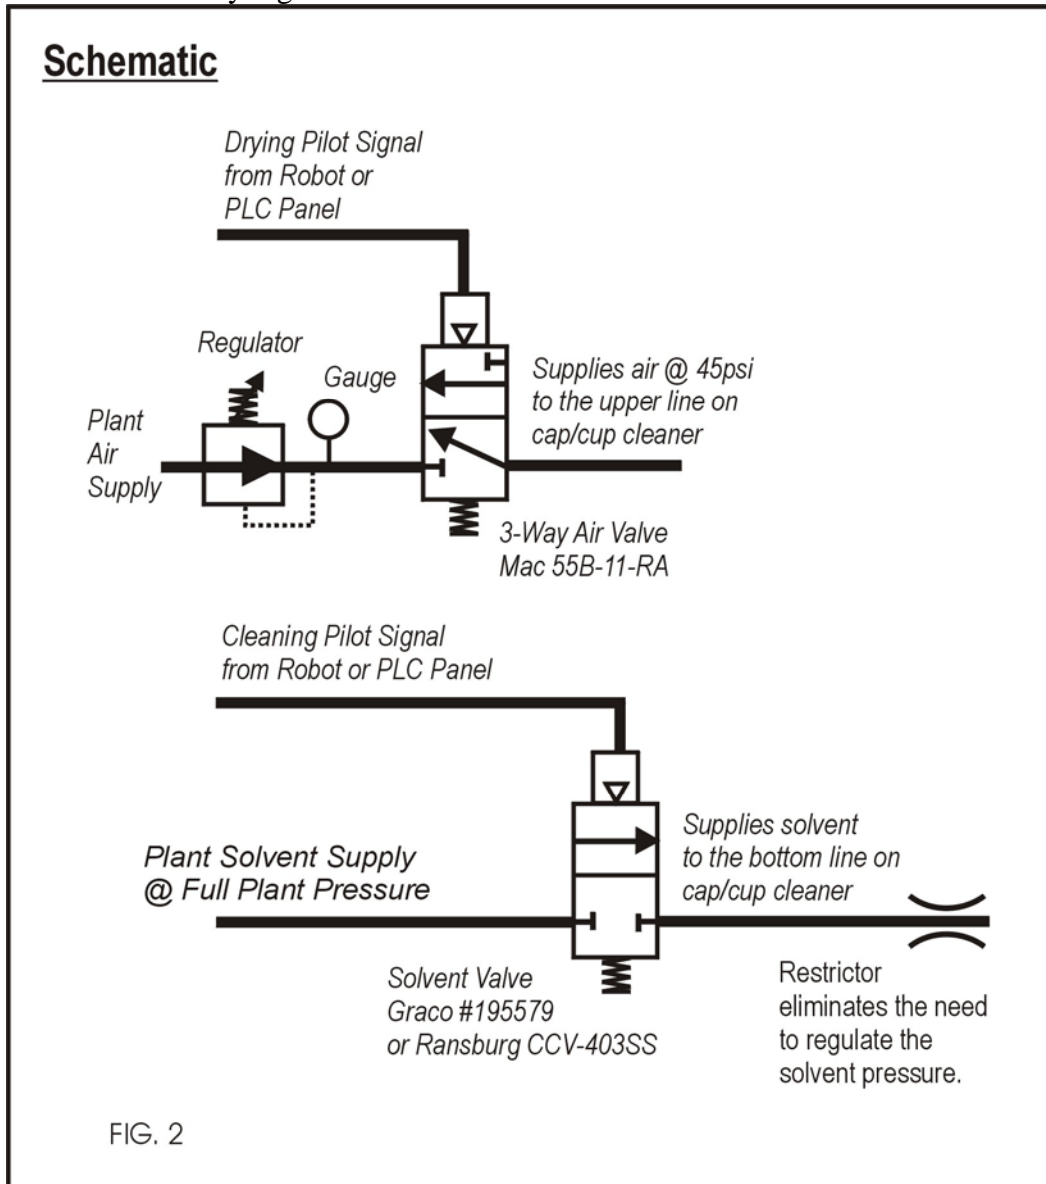 Schematic
Drying Pilot Signal
from Robot or
PLC Panel
Regulator
Gauge
Plant
Air
Supply
Supplies air @ 45psi
to the upper line on
cap/cup cleaner
3-Way Air Valve
Mac 55B-11-RA
Cleaning Pilot Signal
from Robot or PLC Panel
Plant Solvent Supply
@ Full Plant Pressure
Supplies solvent
to the bottom line on
cap/cup cleaner
Solvent Valve
Graco #195579
or Ransburg CCV-403SS
Restrictor
eliminates the need
to regulate the
solvent pressure.
FIG. 2